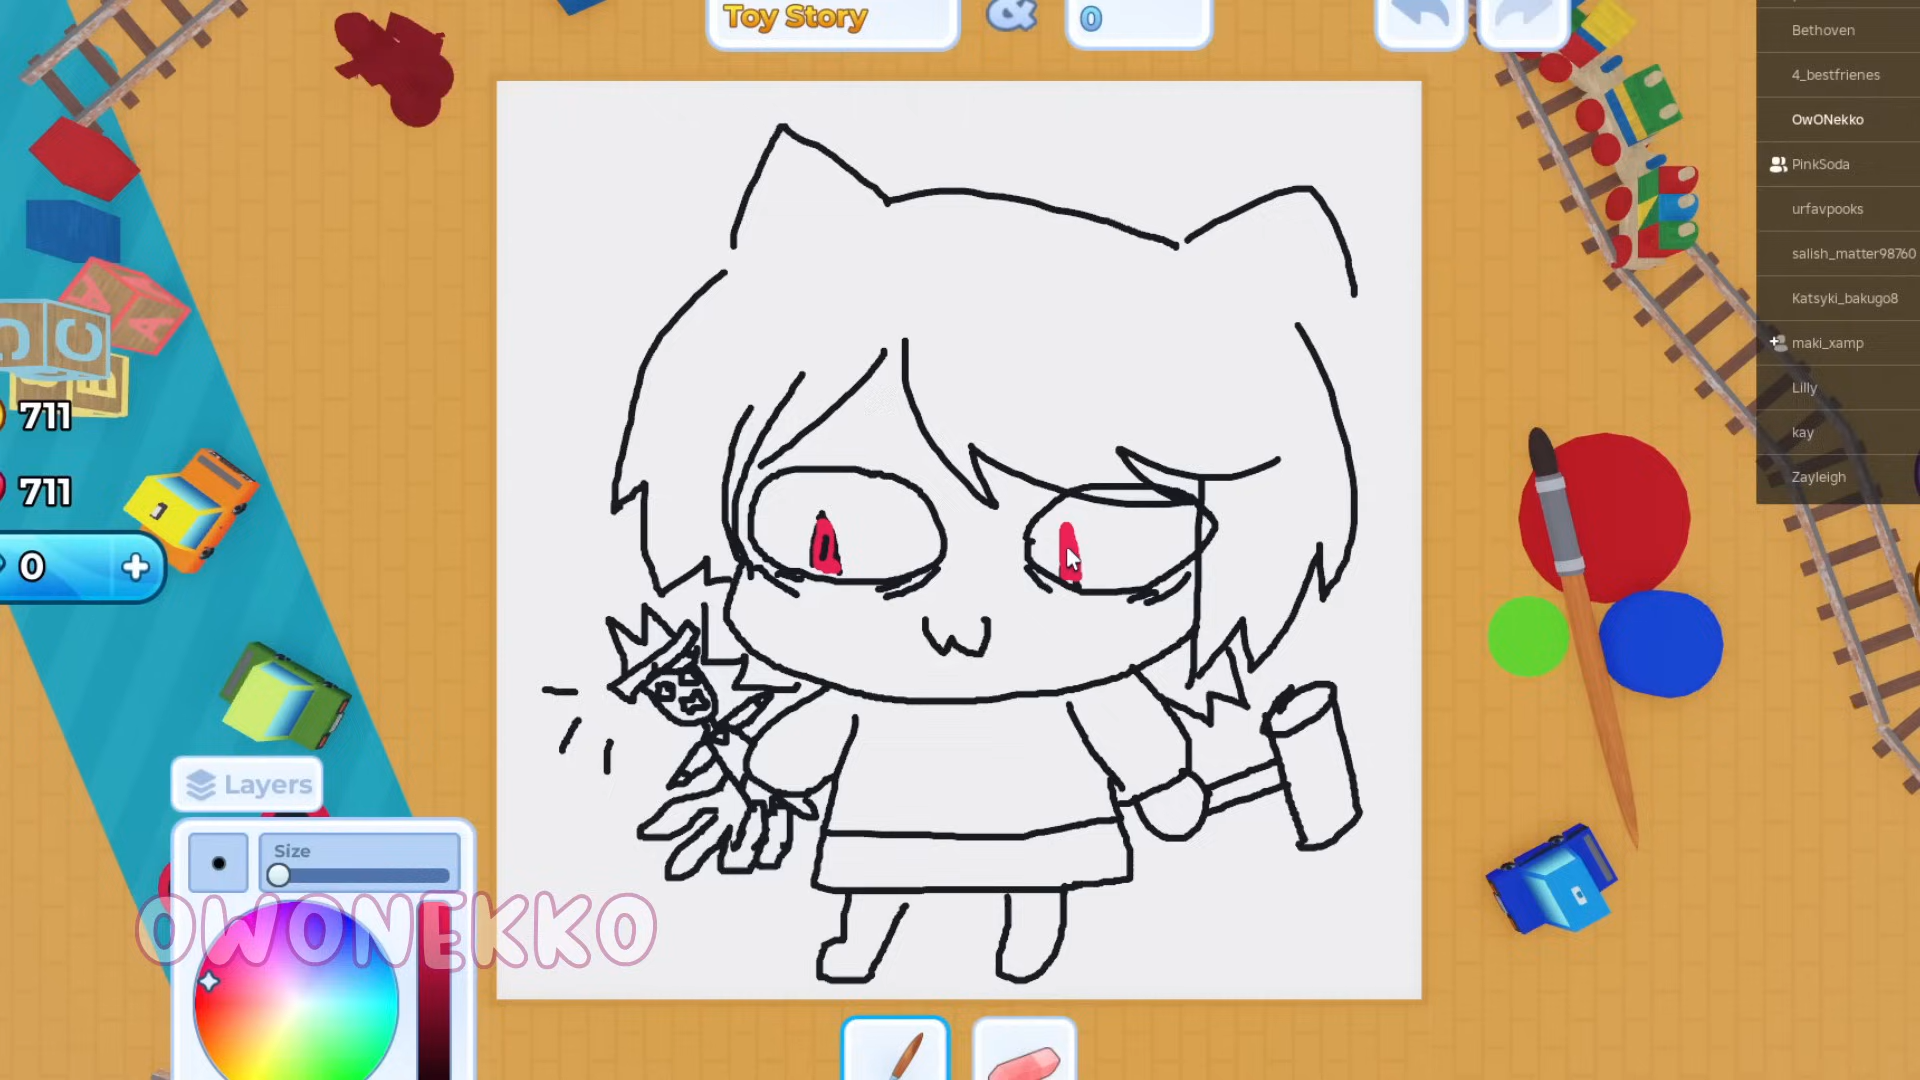 Toy Story & 0
Bethoven
4_bestfrienes
OwONekko
PinkSoda
urfavpooks
salish_matter98760
Katsyki_bakugo8
maki_xamp
Lilly
kay
Zayleigh
A
A
O
B
711
711
0 +
1
Layers
Size
OWONEKKO